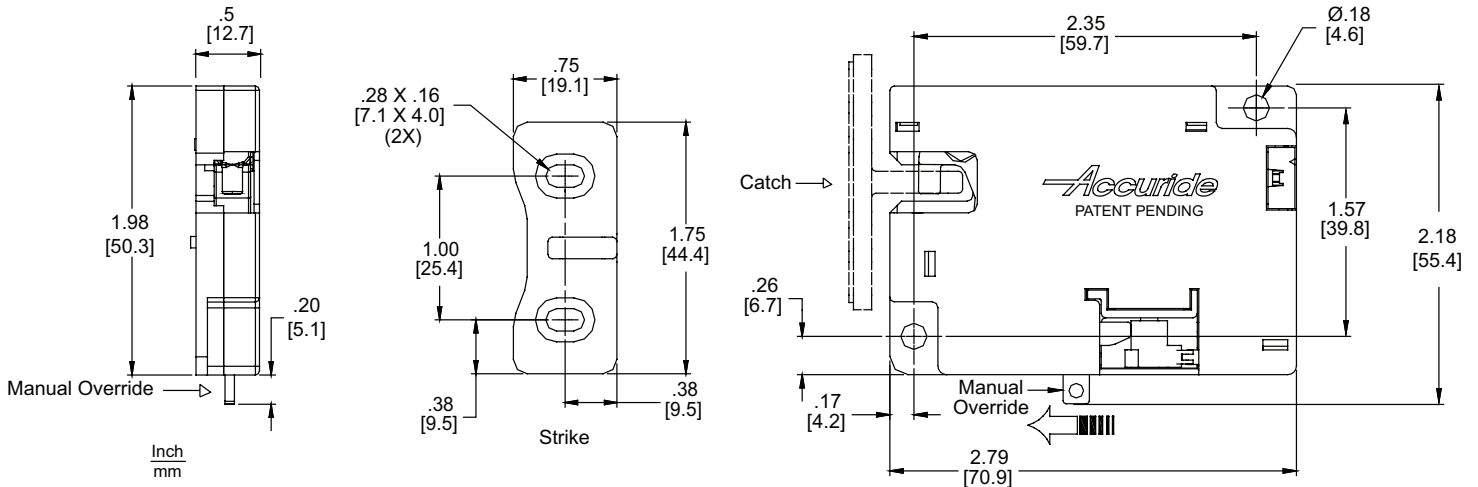 .5
[12.7]
1.98
[50.3]
.20
[5.1]
Manual Override
Inch
mm
.75
[19.1]
.28 X .16
[7.1 X 4.0]
(2X)
1.00
[25.4]
1.75
[44.4]
.38
[9.5]
.38
[9.5]
Strike
2.35
[59.7]
Ø.18
[4.6]
Catch
Accuride
PATENT PENDING
1.57
[39.8]
2.18
[55.4]
.26
[6.7]
Manual
Override
.17
[4.2]
2.79
[70.9]